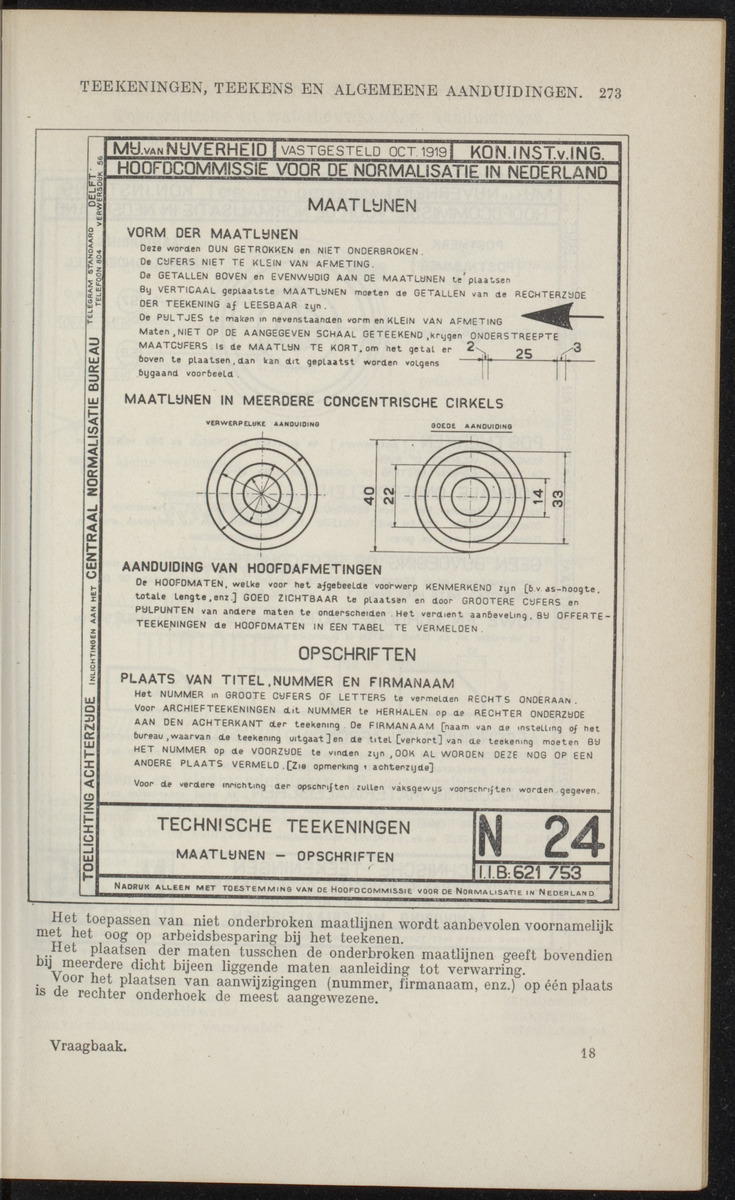 TEEKENINGEN, TEEKENS EN ALGEMEENE AANDUIDINGEN. 273
MIJ. VAN NIJVERHEID VASTGESTELD OCT. 1919 KON. INST. v. ING.
HOOFDCOMMISSIE VOOR DE NORMALISATIE IN NEDERLAND
MAATLIJNEN
VORM DER MAATLIJNEN
Deze worden DUN GETROKKEN en NIET ONDERBROKEN.
De CIJFERS NIET TE KLEIN VAN AFMETING.
De GETALLEN BOVEN en EVENWIJDIG AAN DE MAATLIJNEN te plaatsen
Bij VERTICAAL geplaatste MAATLIJNEN moeten de GETALLEN van de RECHTERZIJDE
DER TEEKENING af LEESBAAR zijn.
De PIJLTJES te maken in nevenstaanden vorm en KLEIN VAN AFMETING
Maten, NIET OP DE AANGEGEVEN SCHAAL GETEEKEND, krijgen ONDERSTREEPTE
MAATCIJFERS Is de MAATLIJN TE KORT, om het getal er
boven te plaatsen, dan kan dit geplaatst worden volgens
bijgaand voorbeeld.
2 25 3
MAATLIJNEN IN MEERDERE CONCENTRISCHE CIRKELS
VERWERPELIJKE AANDUIDING
GOEDE AANDUIDING
40 22 14 33
AANDUIDING VAN HOOFDAFMETINGEN
De HOOFDMATEN, welke voor het afgebeelde voorwerp KENMERKEND zijn [b.v. as-hoogte,
totale lengte, enz.] GOED ZICHTBAAR te plaatsen en door GROOTERE CIJFERS en
PIJLPUNTEN van andere maten te onderscheiden. Het verdient aanbeveling, BIJ OFFERTE-
TEEKENINGEN de HOOFDMATEN IN EEN TABEL TE VERMELDEN.
OPSCHRIFTEN
PLAATS VAN TITEL, NUMMER EN FIRMANAAM
Het NUMMER in GROOTE CIJFERS OF LETTERS te vermelden RECHTS ONDERAAN.
Voor ARCHIEFTEEKENINGEN dit NUMMER te HERHALEN op de RECHTER ONDERZIJDE
AAN DEN ACHTERKANT der teekening. De FIRMANAAM [naam van de instelling of het
bureau, waarvan de teekening uitgaat] en de titel [verkort] van de teekening moeten BIJ
HET NUMMER op de VOORZIJDE te vinden zijn, OOK AL WORDEN DEZE NOG OP EEN
ANDERE PLAATS VERMELD. [Zie opmerking 1 achterzijde]
Voor de verdere inrichting der opschriften zullen vaksgewijs voorschriften worden gegeven.
TECHNISCHE TEEKENINGEN
MAATLIJNEN – OPSCHRIFTEN
N 24
I.I.B: 621 753
NADRUK ALLEEN MET TOESTEMMING VAN DE HOOFDCOMMISSIE VOOR DE NORMALISATIE IN NEDERLAND
TOELICHTING ACHTERZIJDE INLICHTINGEN AAN HET CENTRAAL NORMALISATIE BUREAU
TELEGRAM STANDAARD DELFT
TELEFOON 804 VERWERSDIJK 56
Het toepassen van niet onderbroken maatlijnen wordt aanbevolen voornamelijk
met het oog op arbeidsbesparing bij het teekenen.
Het plaatsen der maten tusschen de onderbroken maatlijnen geeft bovendien
bij meerdere dicht bijeen liggende maten aanleiding tot verwarring.
Voor het plaatsen van aanwijzigingen (nummer, firmanaam, enz.) op één plaats
is de rechter onderhoek de meest aangewezene.
Vraagbaak.
18